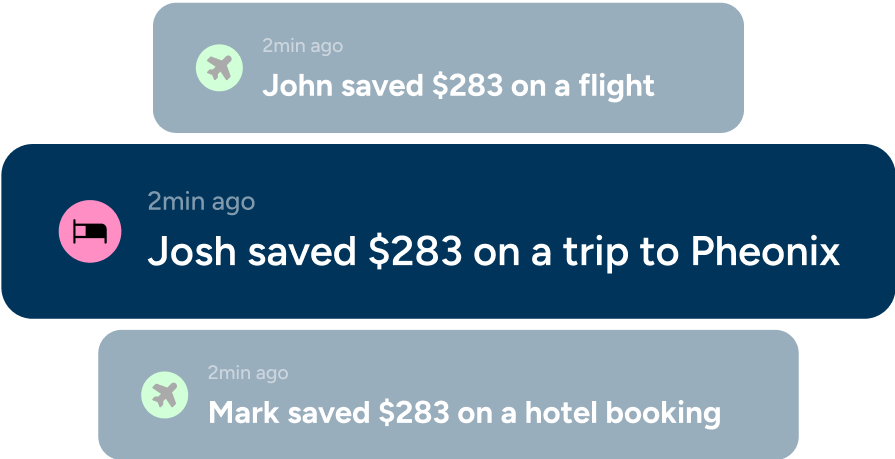 2min ago
John saved $283 on a flight
2min ago
Josh saved $283 on a trip to Pheonix
2min ago
Mark saved $283 on a hotel booking